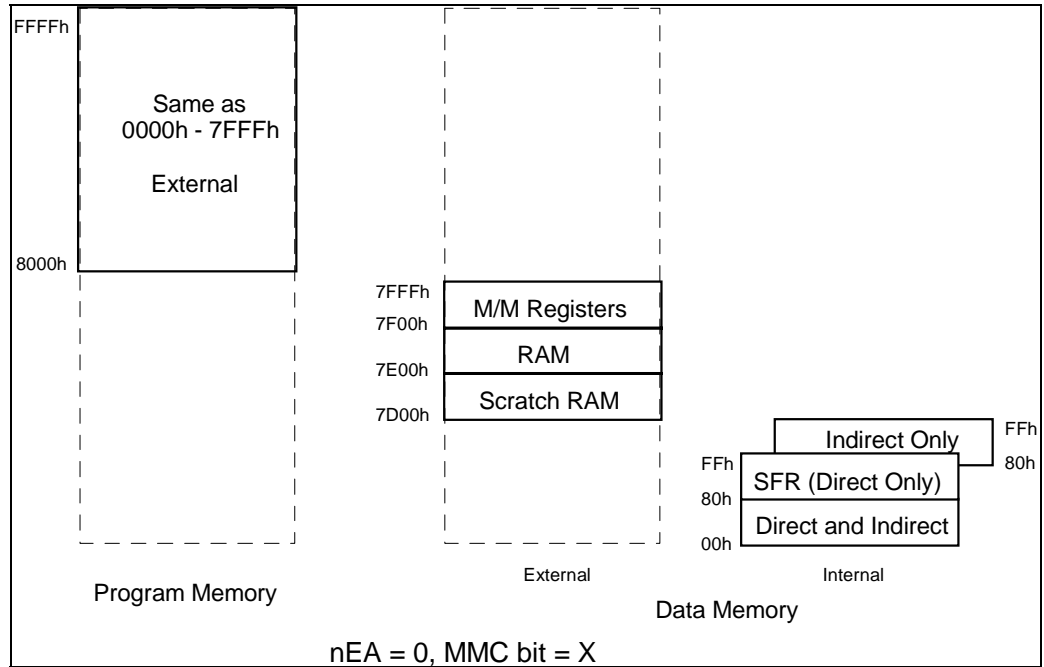 FFFFh
Same as
0000h - 7FFFh
External
8000h
7FFFh
M/M Registers
7F00h
RAM
7E00h
Scratch RAM
7D00h
Indirect Only
FFh
80h
FFh
SFR (Direct Only)
80h
Direct and Indirect
00h
External
Internal
Program Memory
Data Memory
nEA = 0, MMC bit = X